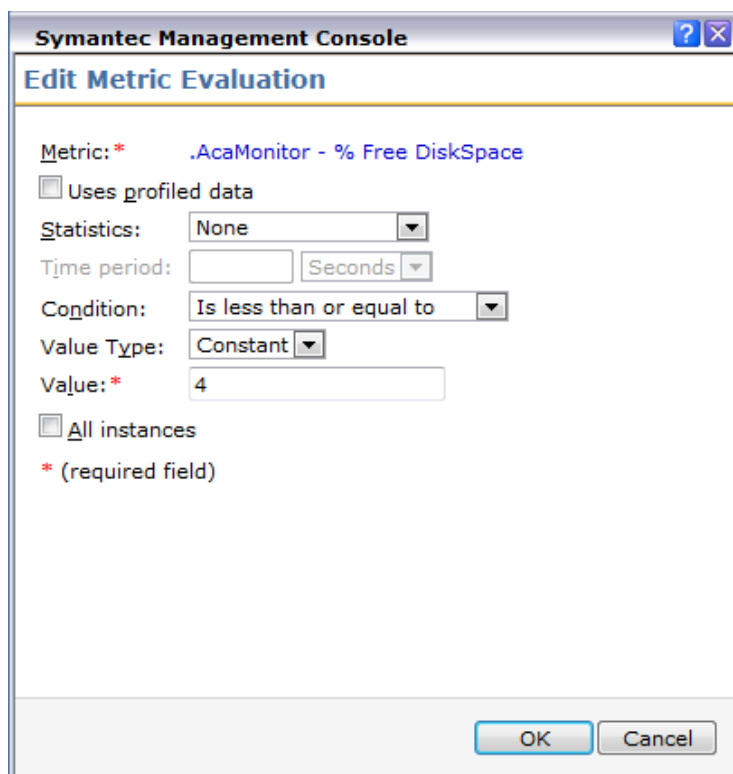 Symantec Management Console
?
Edit Metric Evaluation
Metric:* .AcaMonitor - % Free DiskSpace
Uses profiled data
Statistics: None
Time period: Seconds
Condition: Is less than or equal to
Value Type: Constant
Value:* 4
All instances
* (required field)
OK Cancel